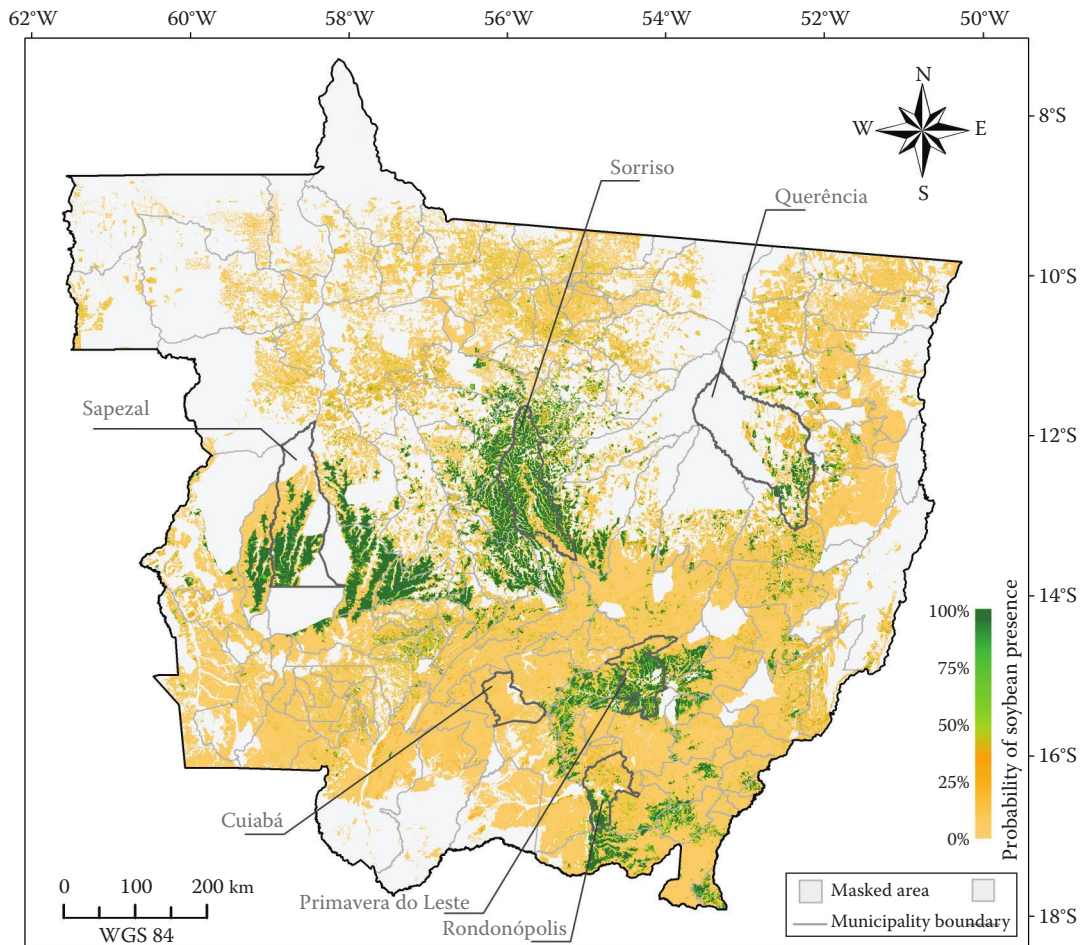 62°W 60°W 58°W 56°W 54°W 52°W 50°W
N
8°S
W E
S
Sorriso
Querência
10°S
Sapezal
12°S
14°S
100%
75%
50%
25%
0%
Probability of soybean presence
16°S
Cuiabá
0 100 200 km
WGS 84
Primavera do Leste
Rondonópolis
Masked area
Municipality boundary
18°S